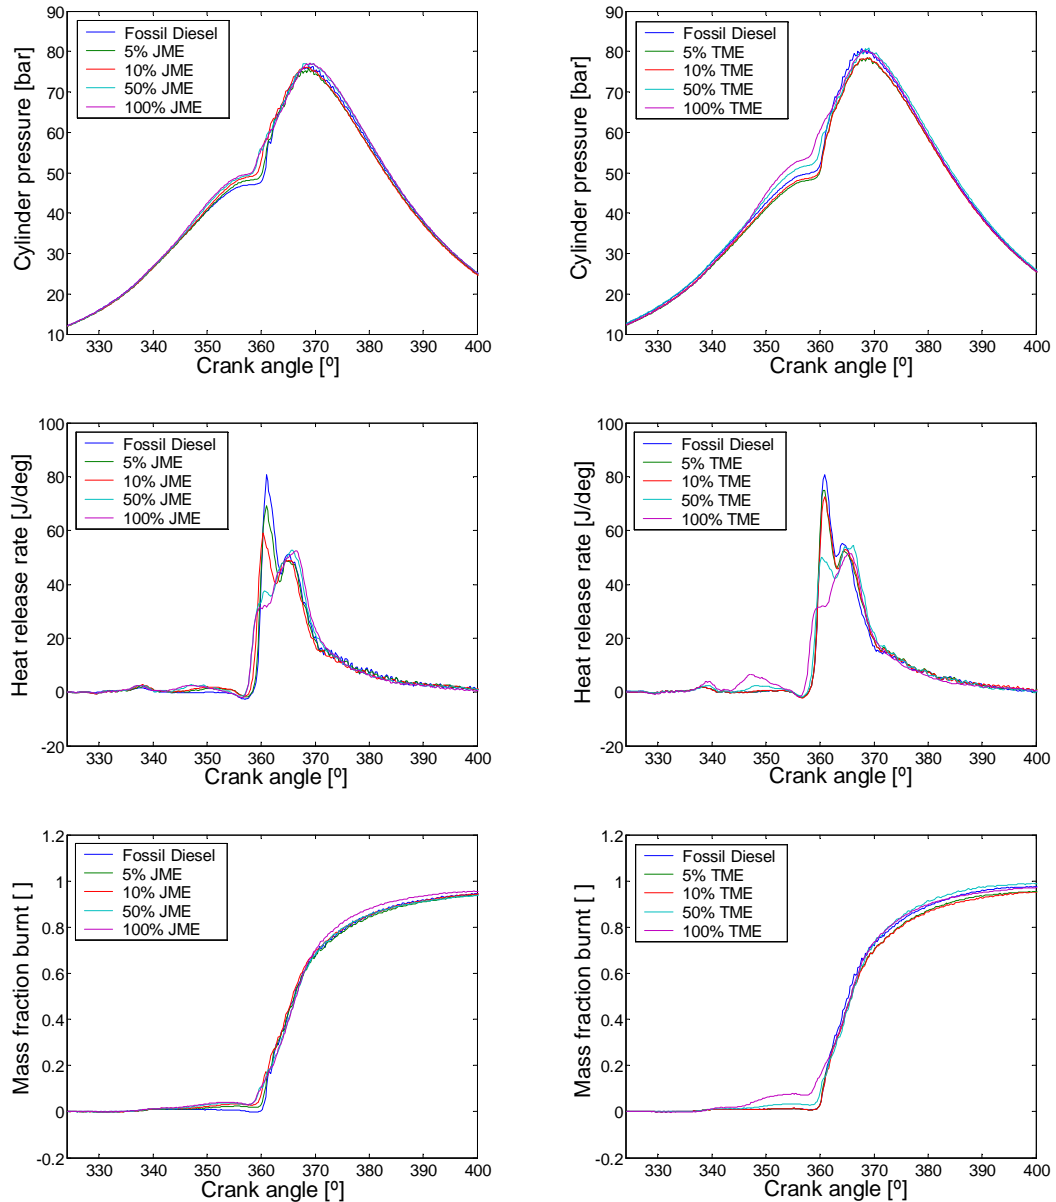 90
80
70
60
50
40
30
20
10
Cylinder pressure [bar]
Fossil Diesel
5% JME
10% JME
50% JME
100% JME
330 340 350 360 370 380 390 400
Crank angle [º]
90
80
70
60
50
40
30
20
10
Cylinder pressure [bar]
Fossil Diesel
5% TME
10% TME
50% TME
100% TME
330 340 350 360 370 380 390 400
Crank angle [º]
100
80
60
40
20
0
-20
Heat release rate [J/deg]
Fossil Diesel
5% JME
10% JME
50% JME
100% JME
330 340 350 360 370 380 390 400
Crank angle [º]
100
80
60
40
20
0
-20
Heat release rate [J/deg]
Fossil Diesel
5% TME
10% TME
50% TME
100% TME
330 340 350 360 370 380 390 400
Crank angle [º]
1.2
1
0.8
0.6
0.4
0.2
0
-0.2
Mass fraction burnt [ ]
Fossil Diesel
5% JME
10% JME
50% JME
100% JME
330 340 350 360 370 380 390 400
Crank angle [º]
1.2
1
0.8
0.6
0.4
0.2
0
-0.2
Mass fraction burnt [ ]
Fossil Diesel
5% TME
10% TME
50% TME
100% TME
330 340 350 360 370 380 390 400
Crank angle [º]